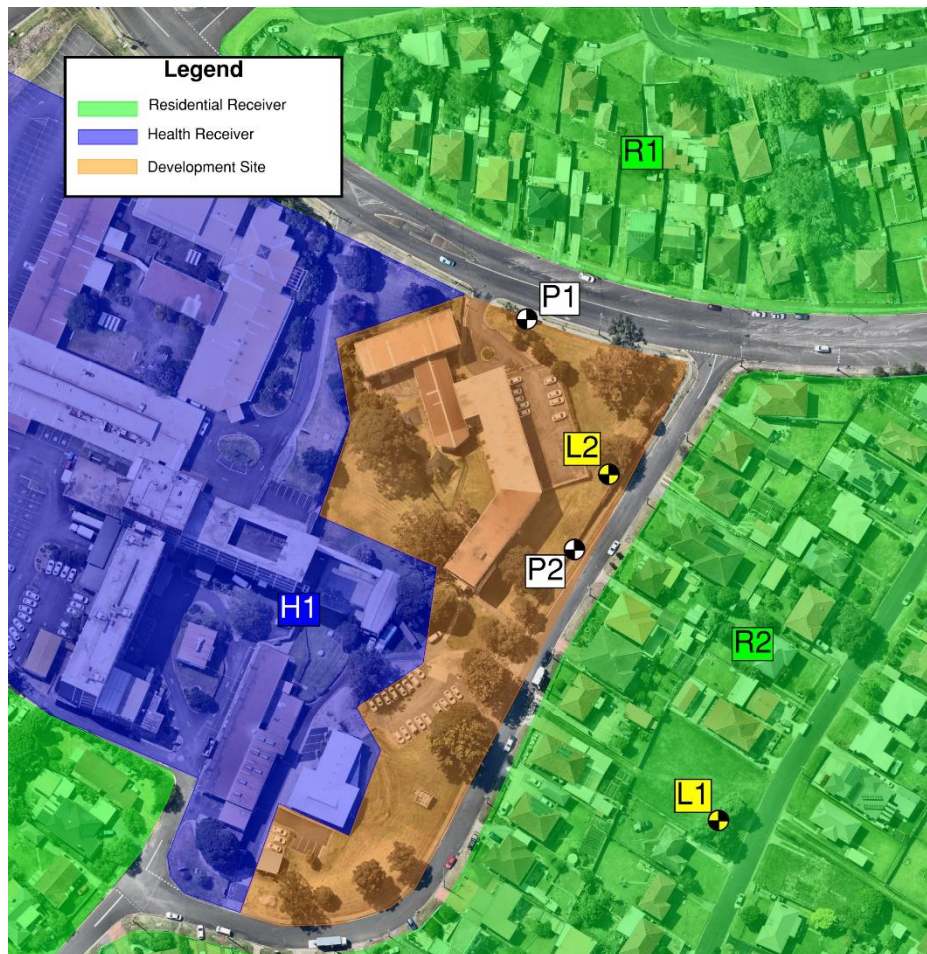 Legend
Residential Receiver
Health Receiver
Development Site
R1
P1
L2
P2
H1
R2
L1